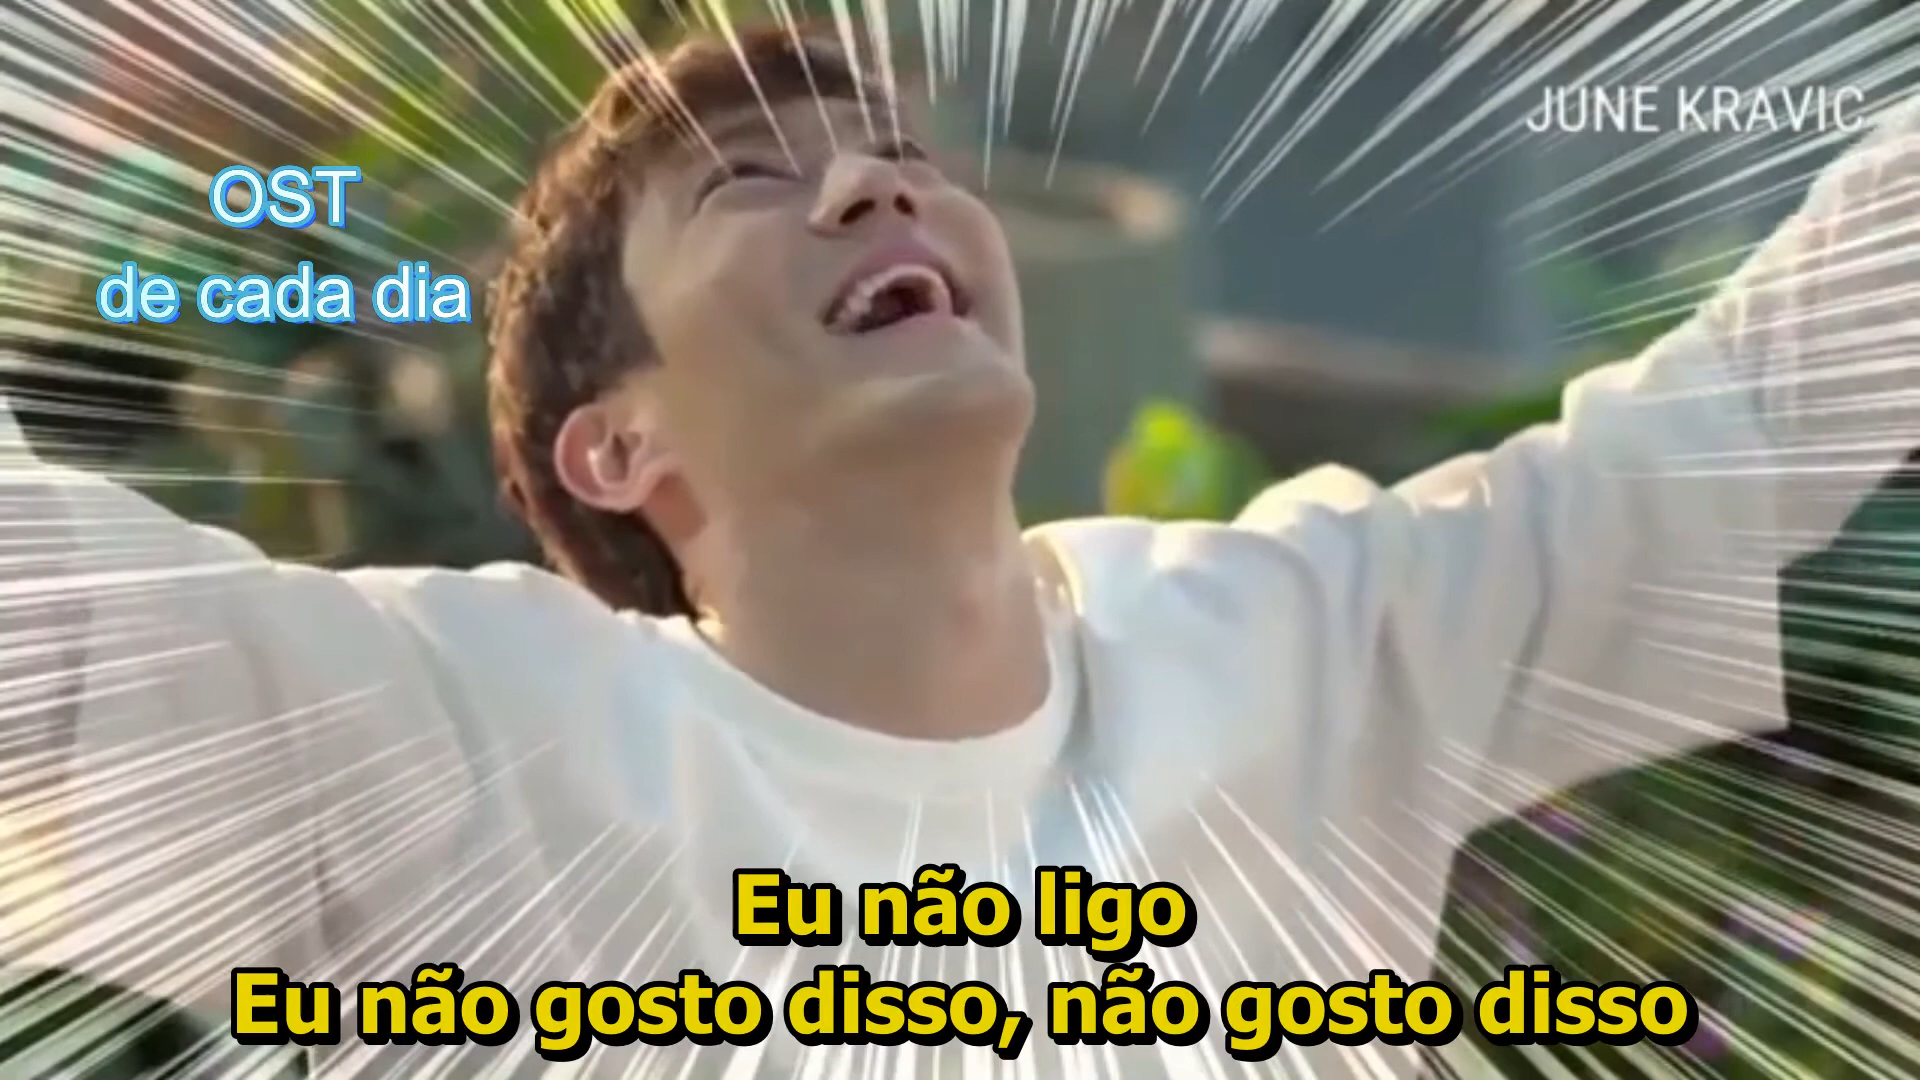 JUNE KRAVIC
OST
de cada dia
Eu não ligo
Eu não gosto disso, não gosto disso